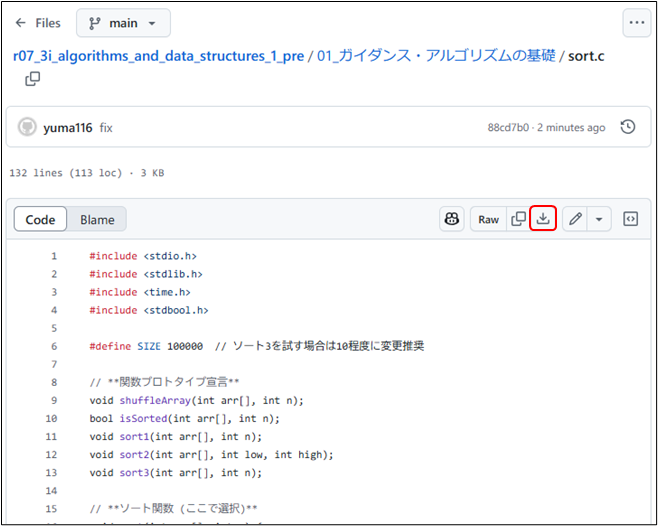 Files main
r07_3i_algorithms_and_data_structures_1_pre / 01_ガイダンス・アルゴリズムの基礎 / sort.c
yuma116 fix 88cd7b0 · 2 minutes ago
132 lines (113 loc) · 3 KB
Code Blame Raw
1 #include <stdio.h>
2 #include <stdlib.h>
3 #include <time.h>
4 #include <stdbool.h>
5
6 #define SIZE 100000  // ソート3を試す場合は10程度に変更推奨
7
8 // **関数プロトタイプ宣言**
9 void shuffleArray(int arr[], int n);
10 bool isSorted(int arr[], int n);
11 void sort1(int arr[], int n);
12 void sort2(int arr[], int low, int high);
13 void sort3(int arr[], int n);
14
15 // **ソート関数 (ここで選択)**